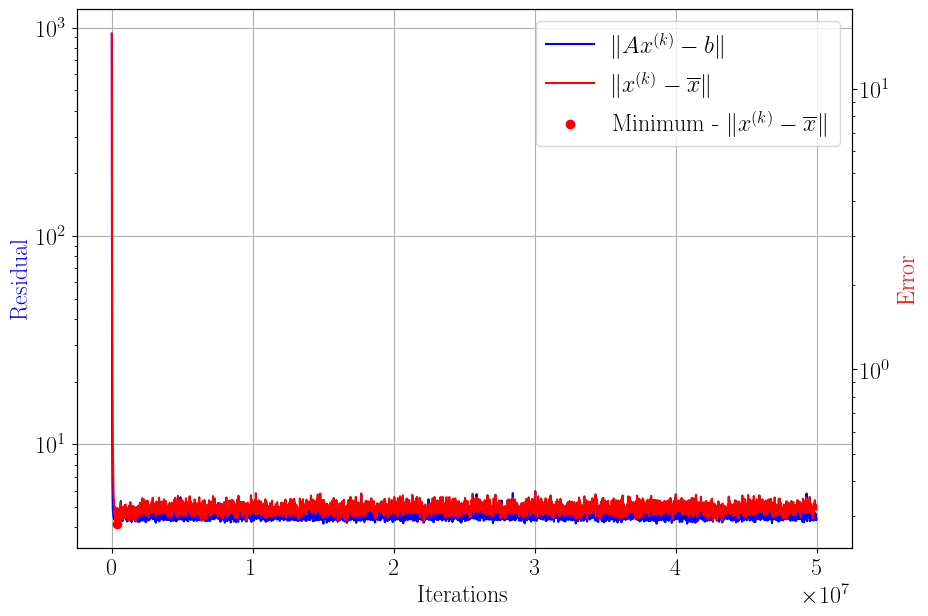 ‖Ax^{(k)} − b‖
‖x^{(k)} − x̅‖
Minimum - ‖x^{(k)} − x̅‖
10³
10²
10¹
Residual
10¹
10⁰
Error
0 1 2 3 4 5
×10⁷
Iterations